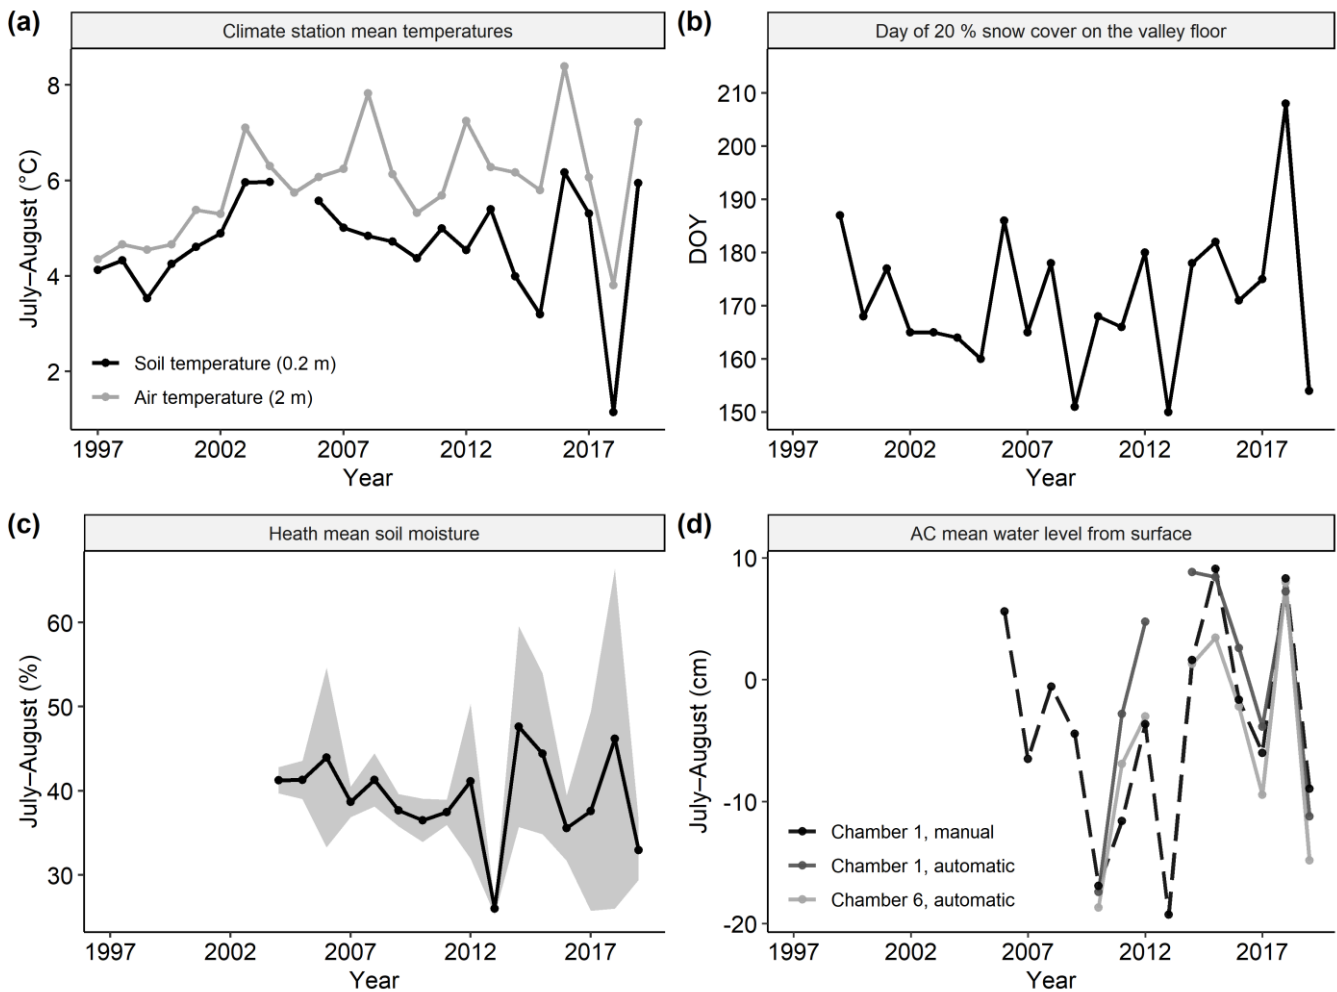 (a)
Climate station mean temperatures
July–August (°C)
8
6
4
2
Soil temperature (0.2 m)
Air temperature (2 m)
1997
2002
2007
2012
2017
Year
(b)
Day of 20 % snow cover on the valley floor
DOY
210
200
190
180
170
160
150
1997
2002
2007
2012
2017
Year
(c)
Heath mean soil moisture
July–August (%)
60
50
40
30
1997
2002
2007
2012
2017
Year
(d)
AC mean water level from surface
July–August (cm)
10
0
-10
-20
Chamber 1, manual
Chamber 1, automatic
Chamber 6, automatic
1997
2002
2007
2012
2017
Year